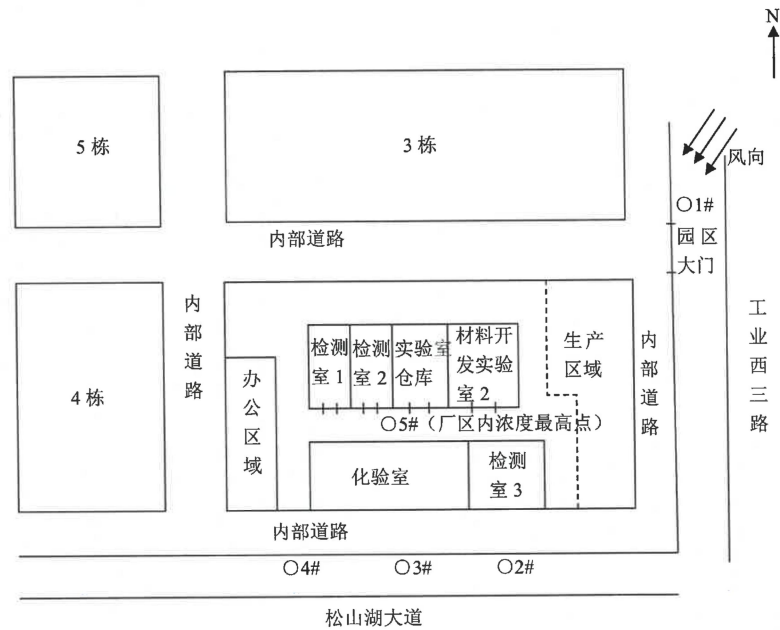 N
5 栋
3 栋
风向
○1#
园 区
大门
内部道路
内部道路
工业西三路
4 栋
检测
室 1
检测
室 2
实验室
仓库
材料开
发实验
室 2
生产
区域
内部道路
办公区域
○5#（厂区内浓度最高点）
化验室
检测
室 3
内部道路
○4#
○3#
○2#
松山湖大道